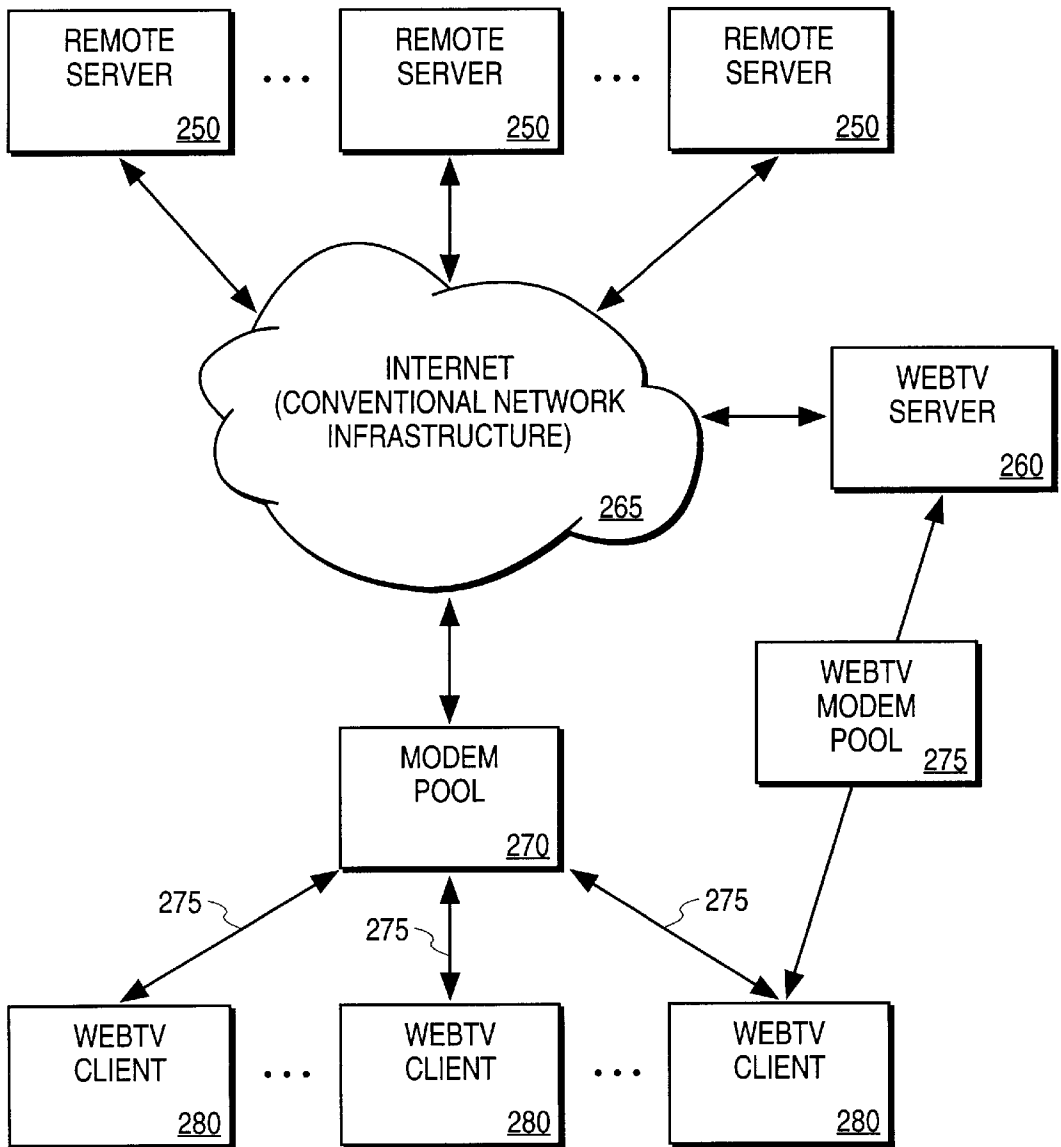 REMOTE
SERVER
250
REMOTE
SERVER
250
REMOTE
SERVER
250
INTERNET
(CONVENTIONAL NETWORK
INFRASTRUCTURE)
265
WEBTV
SERVER
260
WEBTV
MODEM
POOL
275
MODEM
POOL
270
275
275
275
WEBTV
CLIENT
280
WEBTV
CLIENT
280
WEBTV
CLIENT
280